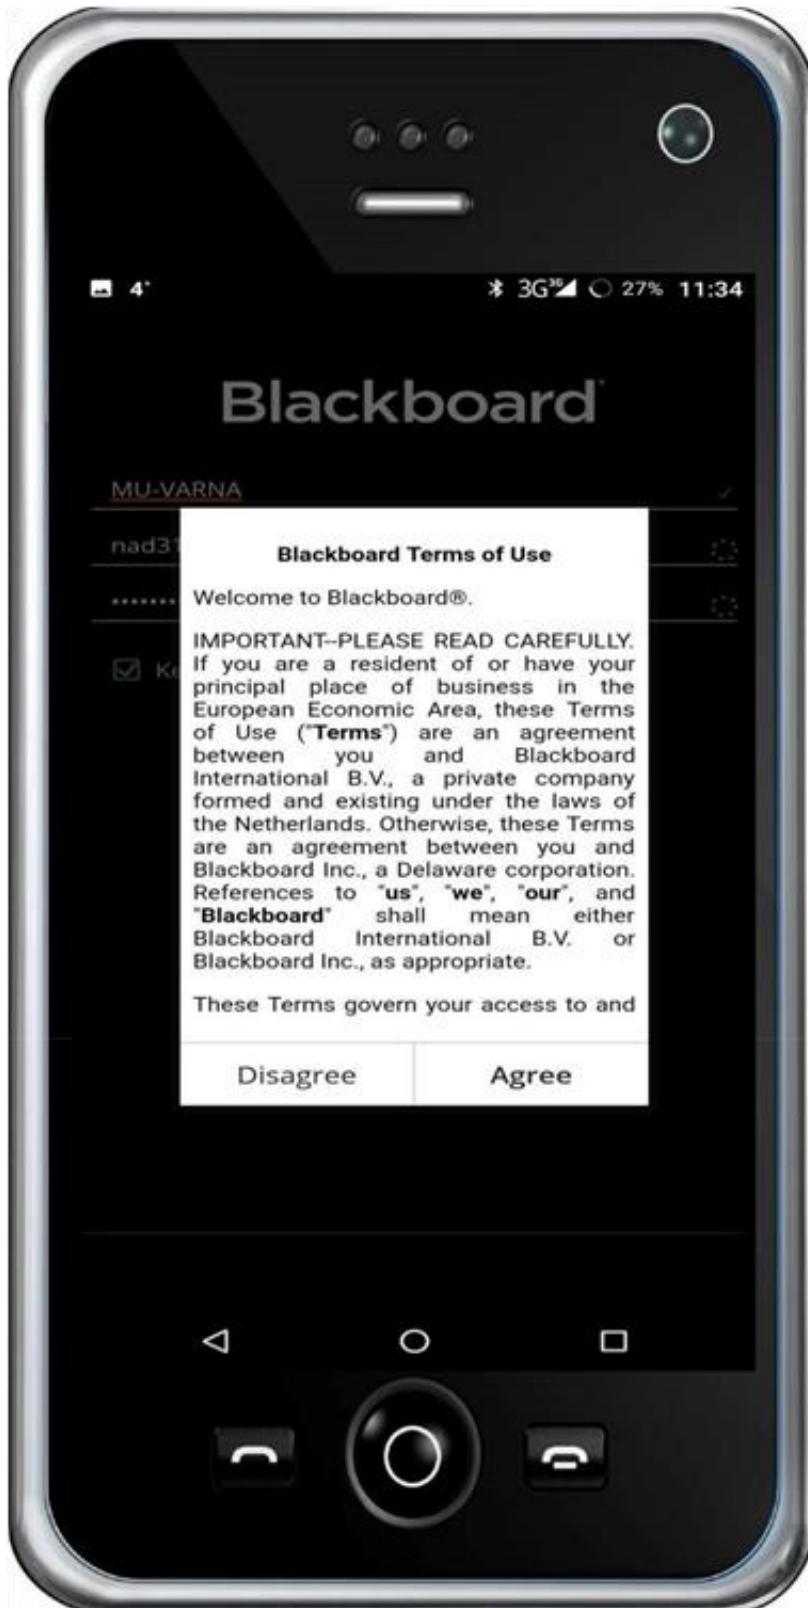 4°
3G 3G 27% 11:34
Blackboard
MU-VARNA
nad31
Blackboard Terms of Use
Welcome to Blackboard®.
IMPORTANT--PLEASE READ CAREFULLY.
If you are a resident of or have your
principal place of business in the
European Economic Area, these Terms
of Use ("Terms") are an agreement
between you and Blackboard
International B.V., a private company
formed and existing under the laws of
the Netherlands. Otherwise, these Terms
are an agreement between you and
Blackboard Inc., a Delaware corporation.
References to "us", "we", "our", and
"Blackboard" shall mean either
Blackboard International B.V. or
Blackboard Inc., as appropriate.
These Terms govern your access to and
Ke
Disagree
Agree